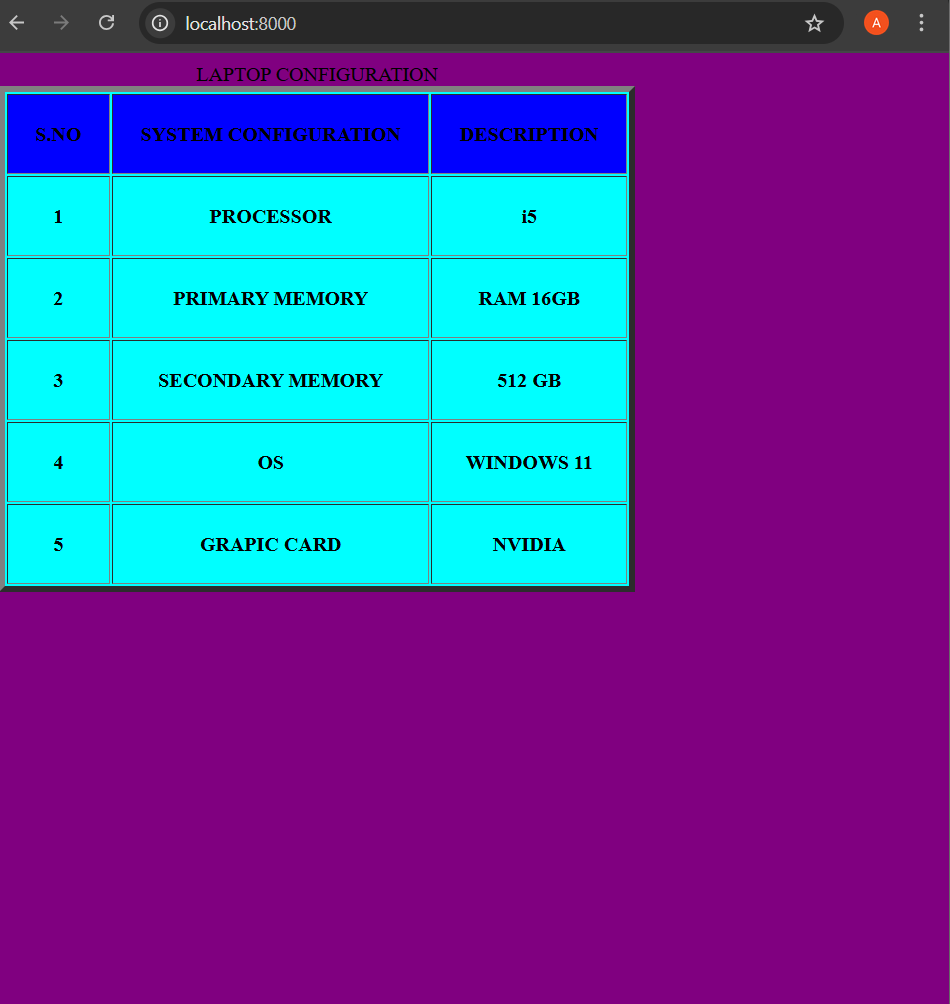 localhost:8000
A
LAPTOP CONFIGURATION
S.NO SYSTEM CONFIGURATION DESCRIPTION
1 PROCESSOR i5
2 PRIMARY MEMORY RAM 16GB
3 SECONDARY MEMORY 512 GB
4 OS WINDOWS 11
5 GRAPIC CARD NVIDIA